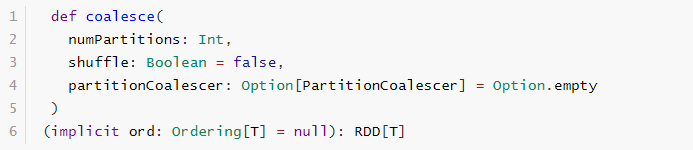 1 def coalesce(
2 numPartitions: Int,
3 shuffle: Boolean = false,
4 partitionCoalescer: Option[PartitionCoalescer] = Option.empty
5 )
6 (implicit ord: Ordering[T] = null): RDD[T]